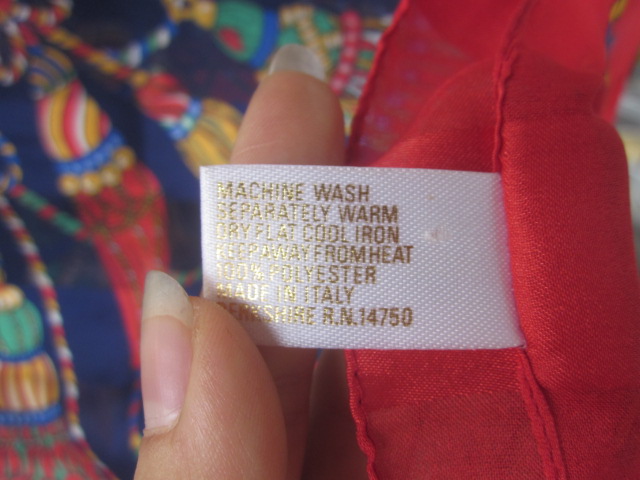 MACHINE WASH
SEPARATELY WARM
DRY FLAT COOL IRON
KEEP AWAY FROM HEAT
100% POLYESTER
MADE IN ITALY
BERKSHIRE R.N.14750